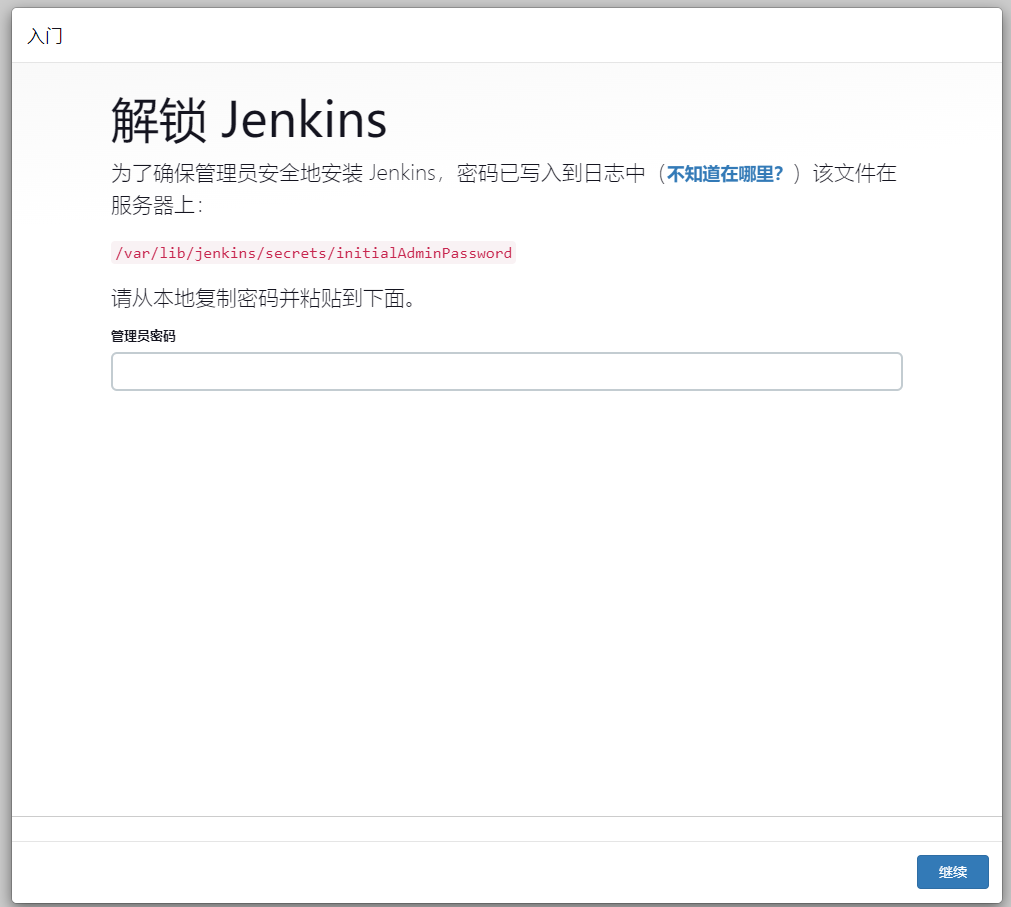 入门
解锁 Jenkins
为了确保管理员安全地安装 Jenkins，密码已写入到日志中（不知道在哪里？）该文件在
服务器上：
/var/lib/jenkins/secrets/initialAdminPassword
请从本地复制密码并粘贴到下面。
管理员密码
继续